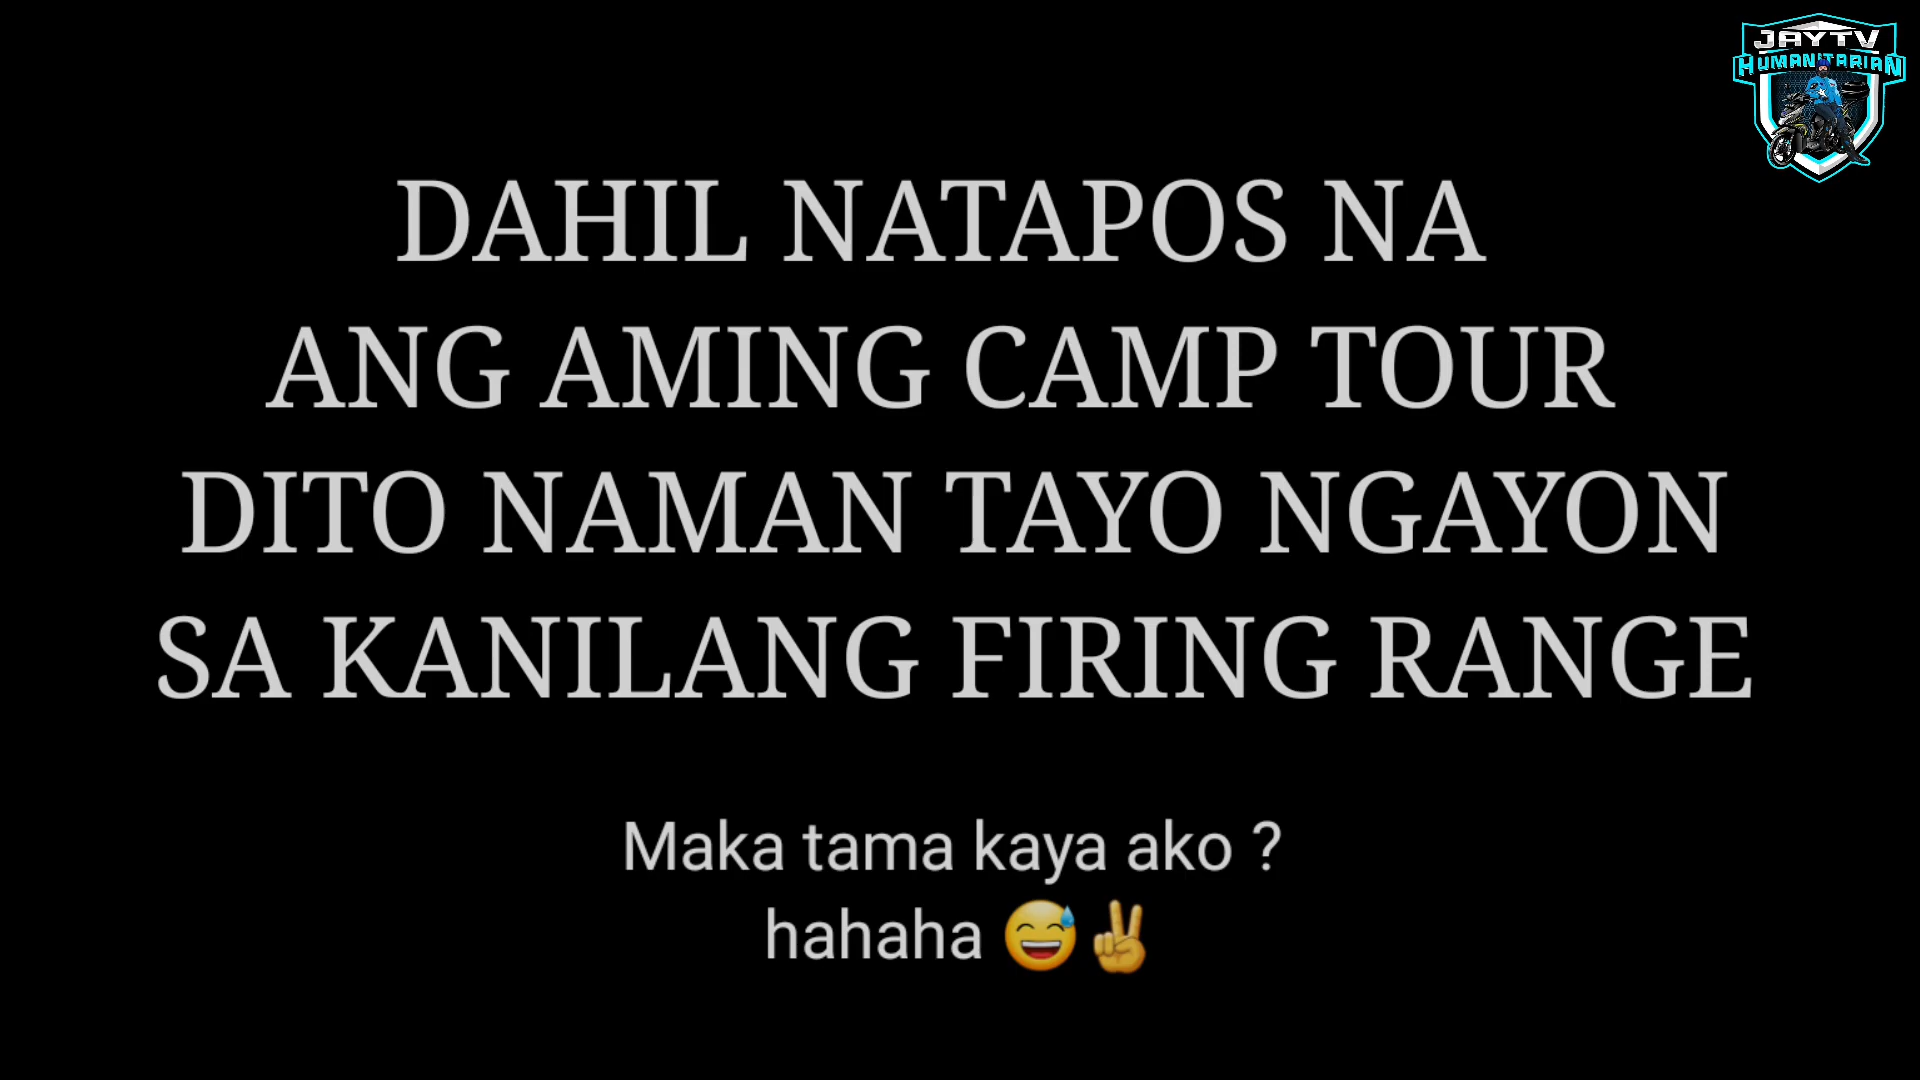 JAYTV
HUMANITARIAN
DAHIL NATAPOS NA
ANG AMING CAMP TOUR
DITO NAMAN TAYO NGAYON
SA KANILANG FIRING RANGE
Maka tama kaya ako ?
hahaha 😅✌